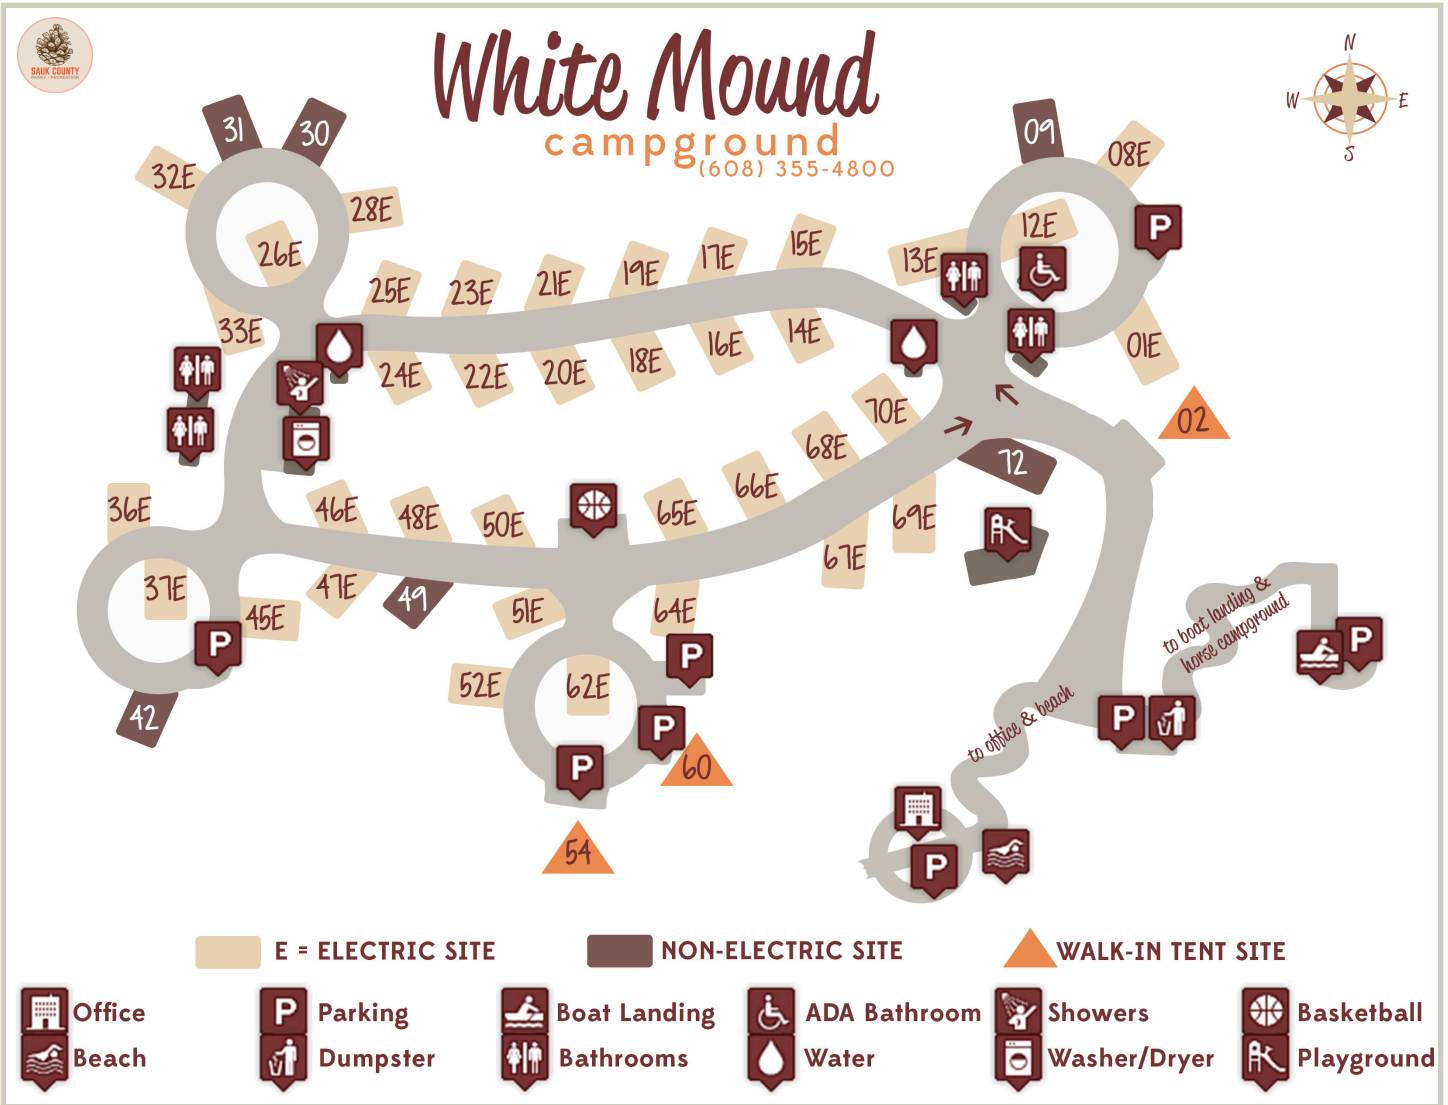 SAUK COUNTY
PARKS + RECREATION
White Mound
campground
(608) 355-4800
N
W
E
S
31
30
32E
28E
26E
33E
25E
23E
21E
19E
17E
15E
24E
22E
20E
18E
16E
14E
09
08E
12E
13E
P
01E
02
70E
68E
66E
65E
72
69E
67E
36E
46E
48E
50E
37E
47E
49
51E
64E
45E
P
42
52E
62E
P
P
60
P
54
to boat landing &
horse campground
P
P
to office & beach
P
E = ELECTRIC SITE
NON-ELECTRIC SITE
WALK-IN TENT SITE
Office
P
Parking
Boat Landing
ADA Bathroom
Showers
Basketball
Beach
Dumpster
Bathrooms
Water
Washer/Dryer
Playground